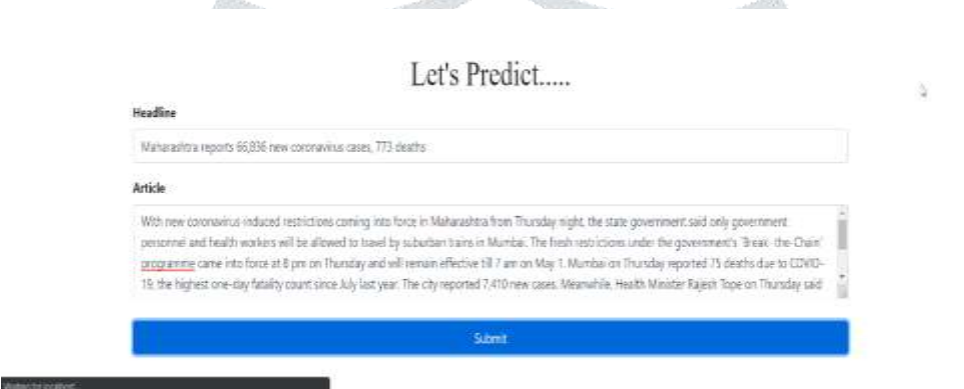 Let's Predict.....
Headline
Maharashtra reports 66,836 new coronavirus cases, 773 deaths
Article
With new coronavirus-induced restrictions coming into force in Maharashtra from Thursday night, the state government said only government
personnel and health workers will be allowed to travel by suburban trains in Mumbai. The fresh restrictions under the government's 'Break-the-Chain'
programme came into force at 8 pm on Thursday and will remain effective till 7 am on May 1. Mumbai on Thursday reported 75 deaths due to COVID-
19, the highest one-day fatality count since July last year. The city reported 7,410 new cases. Meanwhile, Health Minister Rajesh Tope on Thursday said
Submit
Waiting for localhost...